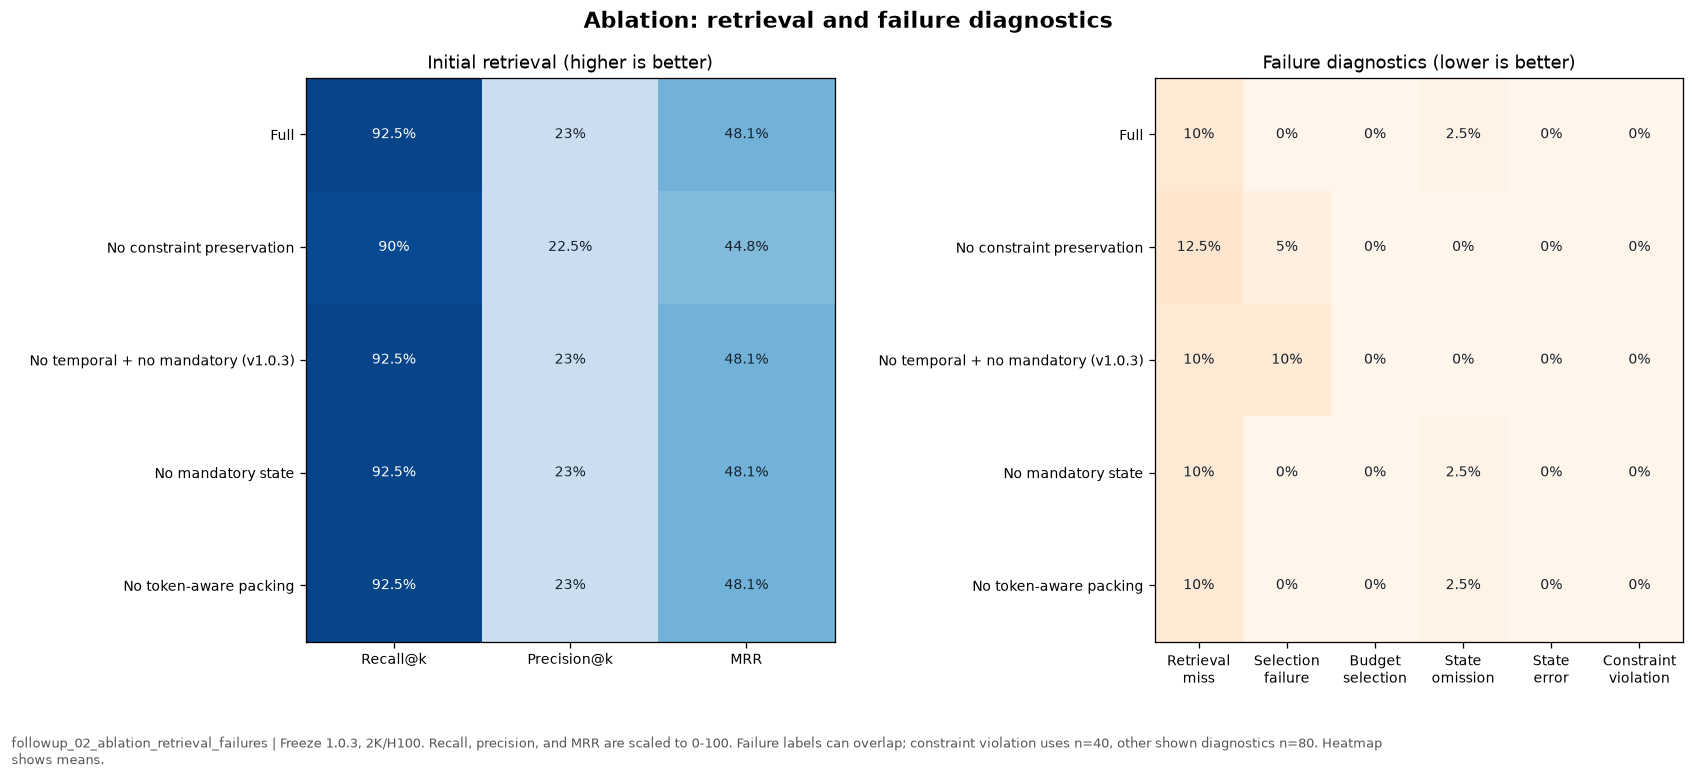 Ablation: retrieval and failure diagnostics
Initial retrieval (higher is better)
Full
92.5%
23%
48.1%
No constraint preservation
90%
22.5%
44.8%
No temporal + no mandatory (v1.0.3)
92.5%
23%
48.1%
No mandatory state
92.5%
23%
48.1%
No token-aware packing
92.5%
23%
48.1%
Recall@k
Precision@k
MRR
Failure diagnostics (lower is better)
Full
10%
0%
0%
2.5%
0%
0%
No constraint preservation
12.5%
5%
0%
0%
0%
0%
No temporal + no mandatory (v1.0.3)
10%
10%
0%
0%
0%
0%
No mandatory state
10%
0%
0%
2.5%
0%
0%
No token-aware packing
10%
0%
0%
2.5%
0%
0%
Retrieval
miss
Selection
failure
Budget
selection
State
omission
State
error
Constraint
violation
followup_02_ablation_retrieval_failures | Freeze 1.0.3, 2K/H100. Recall, precision, and MRR are scaled to 0-100. Failure labels can overlap; constraint violation uses n=40, other shown diagnostics n=80. Heatmap
shows means.